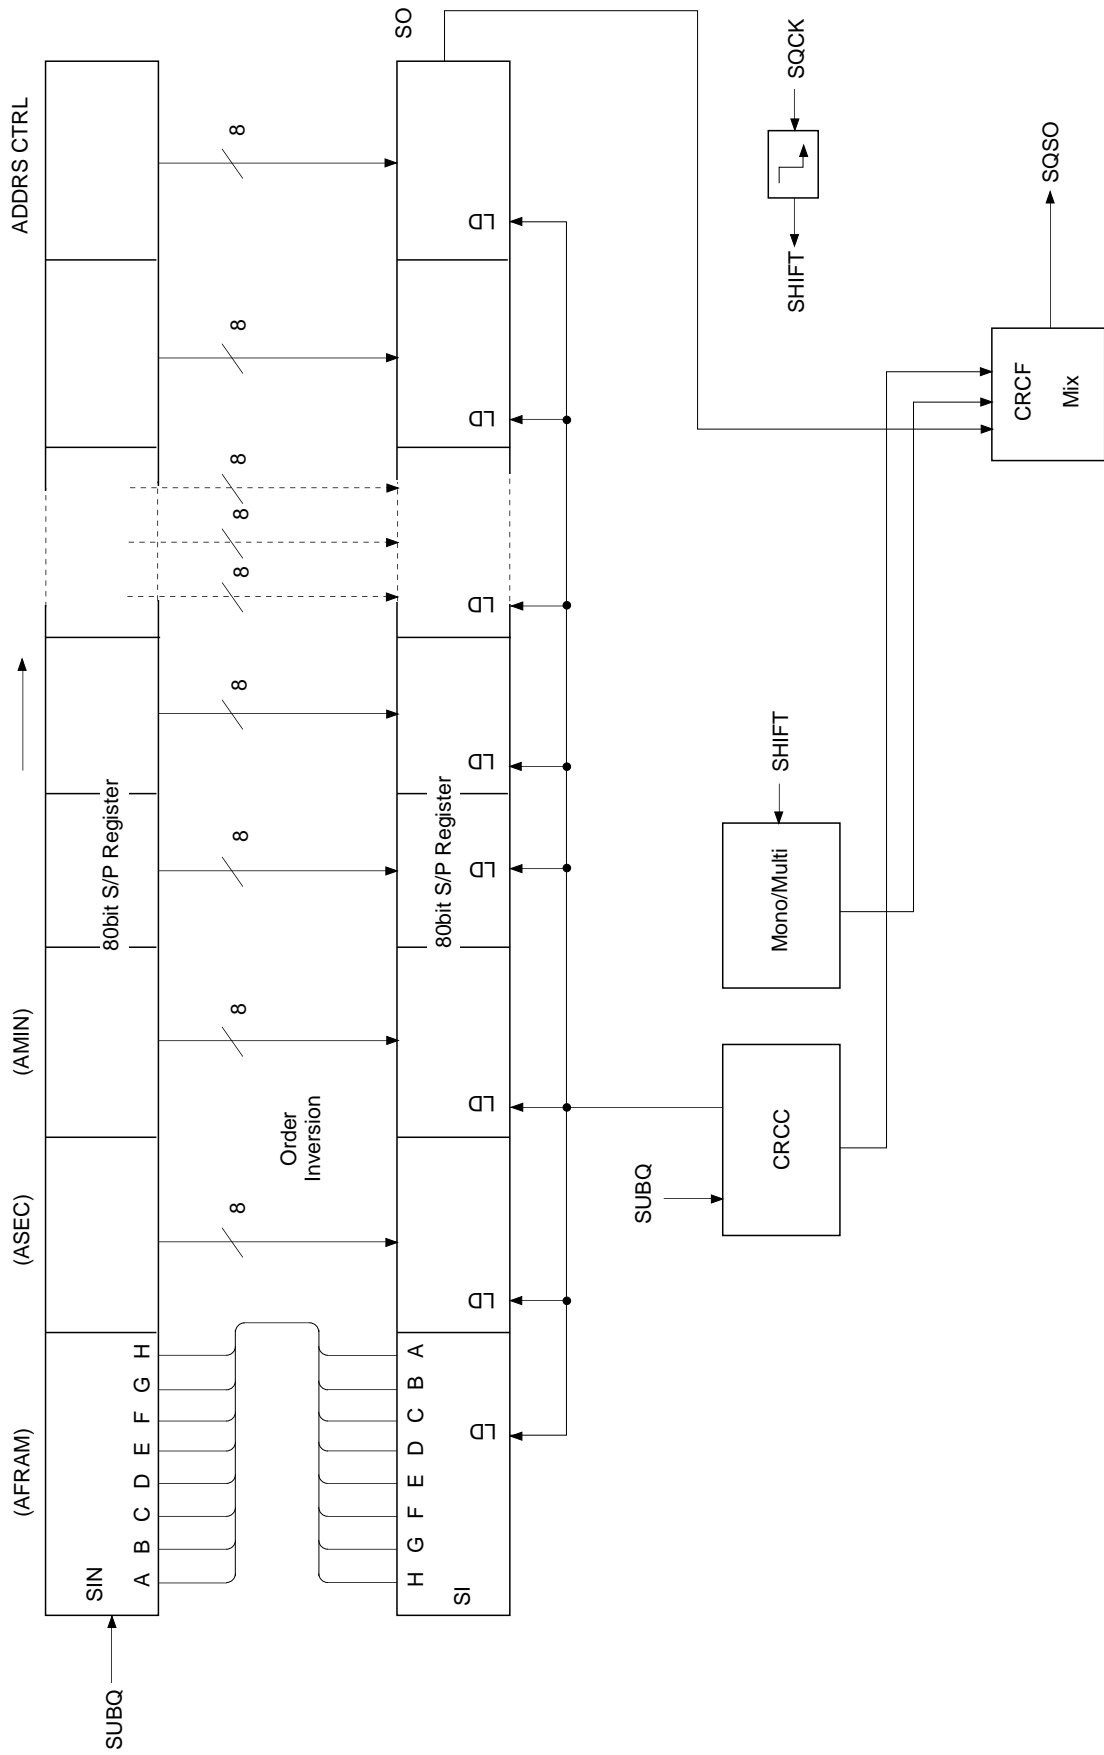 ADDRS CTRL
(AMIN)
(ASEC)
(AFRAM)
SUBQ
SIN
A B C D E F G H
80bit S/P Register
8
8
8
8
8
8
8
8
8
Order
Inversion
SO
H G F E D C B A
SI
80bit S/P Register
LD
LD
LD
LD
LD
LD
LD
LD
SUBQ
CRCC
Mono/Multi
SHIFT
SHIFT
SQCK
CRCF
Mix
SQSO